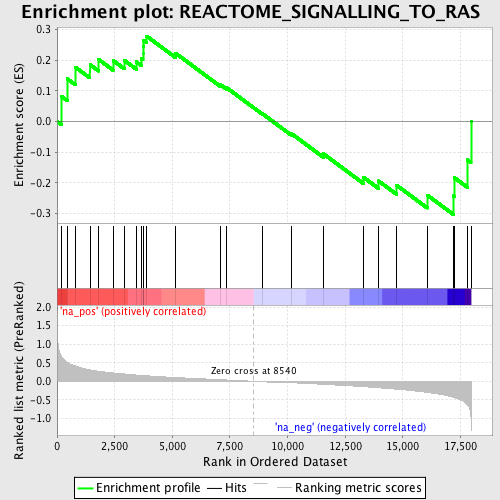 Enrichment plot: REACTOME_SIGNALLING_TO_RAS
Enrichment score (ES)
0.3
0.2
0.1
0.0
-0.1
-0.2
-0.3
'na_pos' (positively correlated)
Ranked list metric (PreRanked)
2.0
1.5
1.0
0.5
0.0
-0.5
-1.0
Zero cross at 8540
'na_neg' (negatively correlated)
0 2,500 5,000 7,500 10,000 12,500 15,000 17,500
Rank in Ordered Dataset
Enrichment profile Hits Ranking metric scores